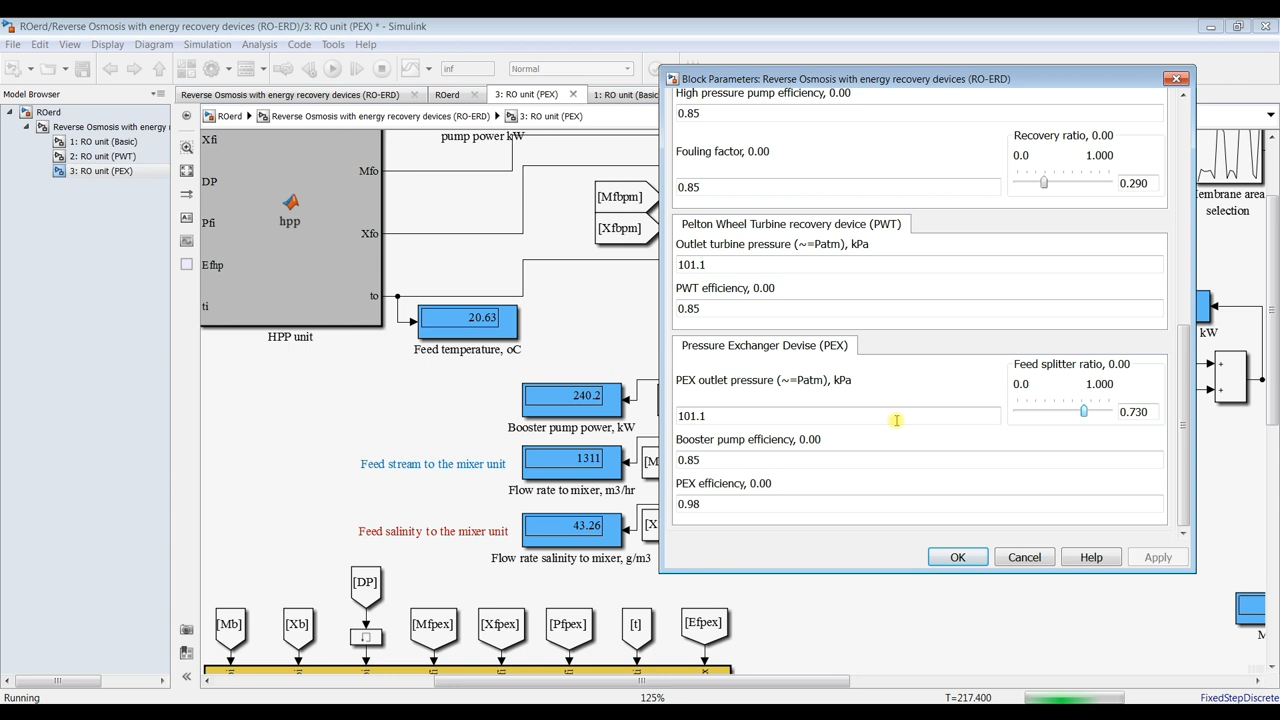 ROerd/Reverse Osmosis with energy recovery devices (RO-ERD)/3: RO unit (PEX) * - Simulink
File Edit View Display Diagram Simulation Analysis Code Tools Help
inf
Normal
Model Browser
ROerd
Reverse Osmosis with energy
1: RO unit (Basic)
2: RO unit (PWT)
3: RO unit (PEX)
Reverse Osmosis with energy recovery devices (RO-ERD)
ROerd
3: RO unit (PEX)
1: RO unit (Basic
ROerd
Reverse Osmosis with energy recovery devices (RO-ERD)
3: RO unit (PEX)
pump power kW
Xfi
DP
Pfi
Efhp
ti
hpp
Mfo
Xfo
to
HPP unit
[Mfbpm]
[Xfbpm]
20.63
Feed temperature, oC
240.2
Booster pump power, kW
Feed stream to the mixer unit
1311
Flow rate to mixer, m3/hr
Feed salinity to the mixer unit
43.26
Flow rate salinity to mixer, g/m3
[M
[X
[DP]
[Mb]
[Xb]
[Mfpex]
[Xfpex]
[Pfpex]
[t]
[Efpex]
Block Parameters: Reverse Osmosis with energy recovery devices (RO-ERD)
High pressure pump efficiency, 0.00
0.85
Fouling factor, 0.00
0.85
Recovery ratio, 0.00
0.0 1.000
0.290
Pelton Wheel Turbine recovery device (PWT)
Outlet turbine pressure (~=Patm), kPa
101.1
PWT efficiency, 0.00
0.85
Pressure Exchanger Devise (PEX)
PEX outlet pressure (~=Patm), kPa
101.1
Feed splitter ratio, 0.00
0.0 1.000
0.730
Booster pump efficiency, 0.00
0.85
PEX efficiency, 0.00
0.98
OK Cancel Help Apply
Membrane area
selection
kW
+
+
M
Running
125%
T=217.400
FixedStepDiscrete